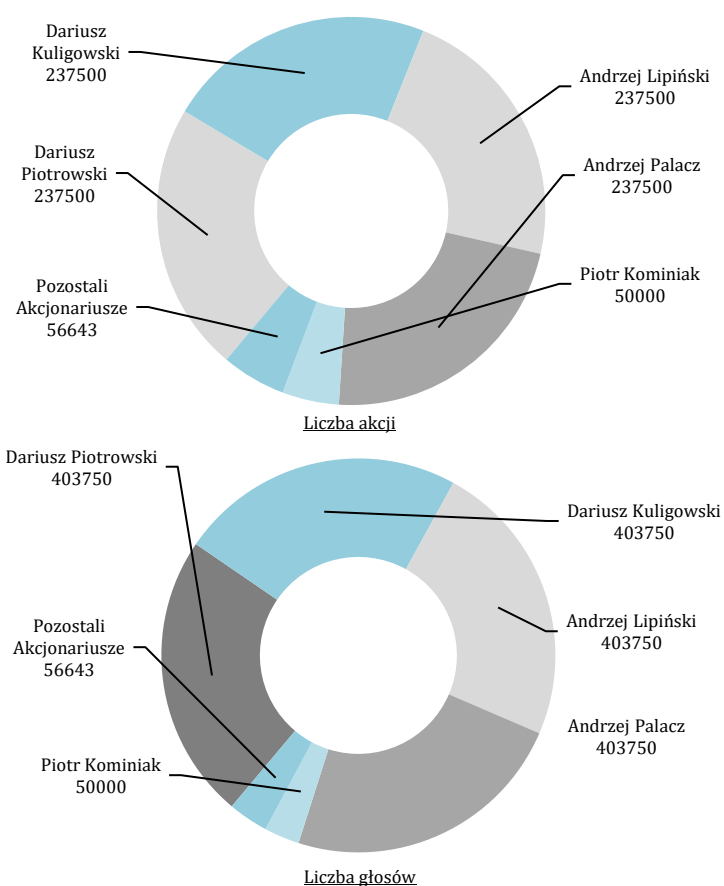 Dariusz
Kuligowski
237500
Andrzej Lipiński
237500
Dariusz
Piotrowski
237500
Andrzej Palacz
237500
Pozostali
Akcjonariusze
56643
Piotr Kominiak
50000
Liczba akcji
Dariusz Piotrowski
403750
Dariusz Kuligowski
403750
Pozostali
Akcjonariusze
56643
Andrzej Lipiński
403750
Andrzej Palacz
403750
Piotr Kominiak
50000
Liczba głosów